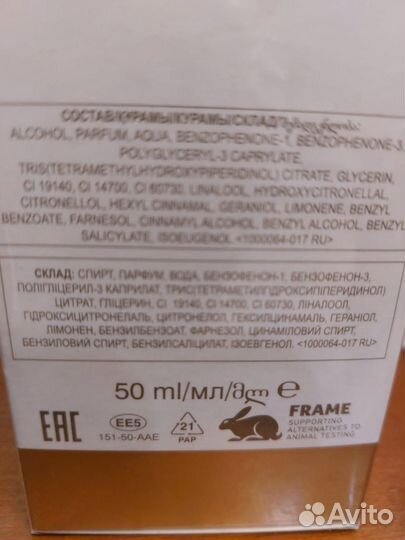 СОСТАВ/ҚҰРАМЫ/КУРАМЫ/СКЛАД/შემადგენლობა:
ALCOHOL, PARFUM, AQUA, BENZOPHENONE-1, BENZOPHENONE-3,
POLYGLYCERYL-3 CAPRYLATE,
TRIS(TETRAMETHYLHYDROXYPIPERIDINOL) CITRATE, GLYCERIN,
CI 19140, CI 14700, CI 60730, LINALOOL, HYDROXYCITRONELLAL,
CITRONELLOL, HEXYL CINNAMAL, GERANIOL, LIMONENE, BENZYL
BENZOATE, FARNESOL, CINNAMYL ALCOHOL, BENZYL ALCOHOL, BENZYL
SALICYLATE, ISOEUGENOL <1000064-017 RU>
СКЛАД: СПИРТ, ПАРФУМ, ВОДА, БЕНЗОФЕНОН-1, БЕНЗОФЕНОН-3,
ПОЛІГЛІЦЕРИЛ-3 КАПРИЛАТ, ТРИС(ТЕТРАМЕТИЛГІДРОКСИПІПЕРИДИНОЛ)
ЦИТРАТ, ГЛІЦЕРИН, CI 19140, CI 14700, CI 60730, ЛІНАЛООЛ,
ГІДРОКСИЦИТРОНЕЛАЛЬ, ЦИТРОНЕЛОЛ, ГЕКСИЛЦИНАМАЛЬ, ГЕРАНІОЛ,
ЛІМОНЕН, БЕНЗИЛБЕНЗОАТ, ФАРНЕЗОЛ, ЦИНАМІЛОВИЙ СПИРТ,
БЕНЗИЛОВИЙ СПИРТ, БЕНЗИЛСАЛІЦИЛАТ, ІЗОЕВГЕНОЛ. <1000064-017 RU>
50 ml/мл/მლ ℮
EAC
EE5
151-50-AAE
21
PAP
FRAME
SUPPORTING
ALTERNATIVES TO
ANIMAL TESTING
Avito